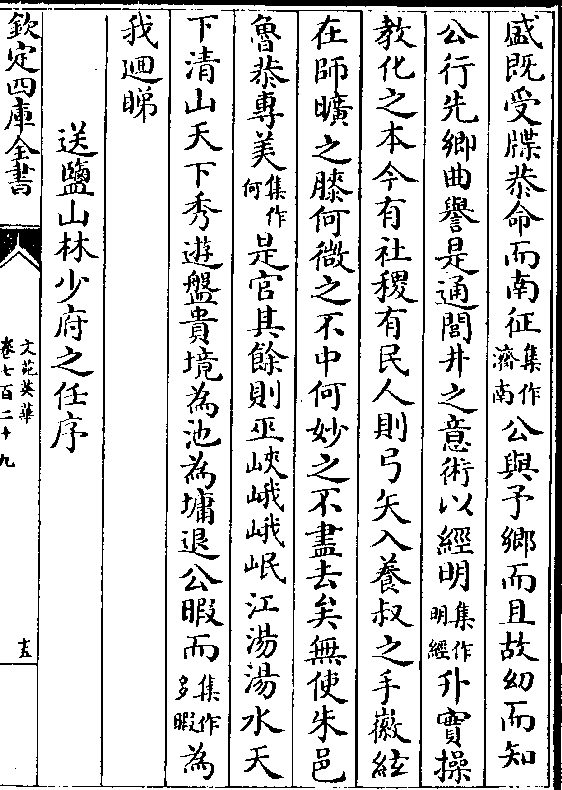 盛既受牒恭命而南征集作濟南公與予鄉而且故幼而知
公行先鄉曲譽是通閭井之意術以經明集作明經升實操
教化之本今有社稷有民人則弓矢入養叔之手徽絃
在師曠之膝何微之不中何妙之不盡去矣無使朱邑
魯恭專美集作何是官其餘則巫峽峨峨岷江湯湯水天
下清山天下秀遊盤貴境為池為墉退公暇而集作多暇為
我廻睇
送鹽山林少府之任序
欽定四庫全書
文苑英華
卷七百二十九
十五